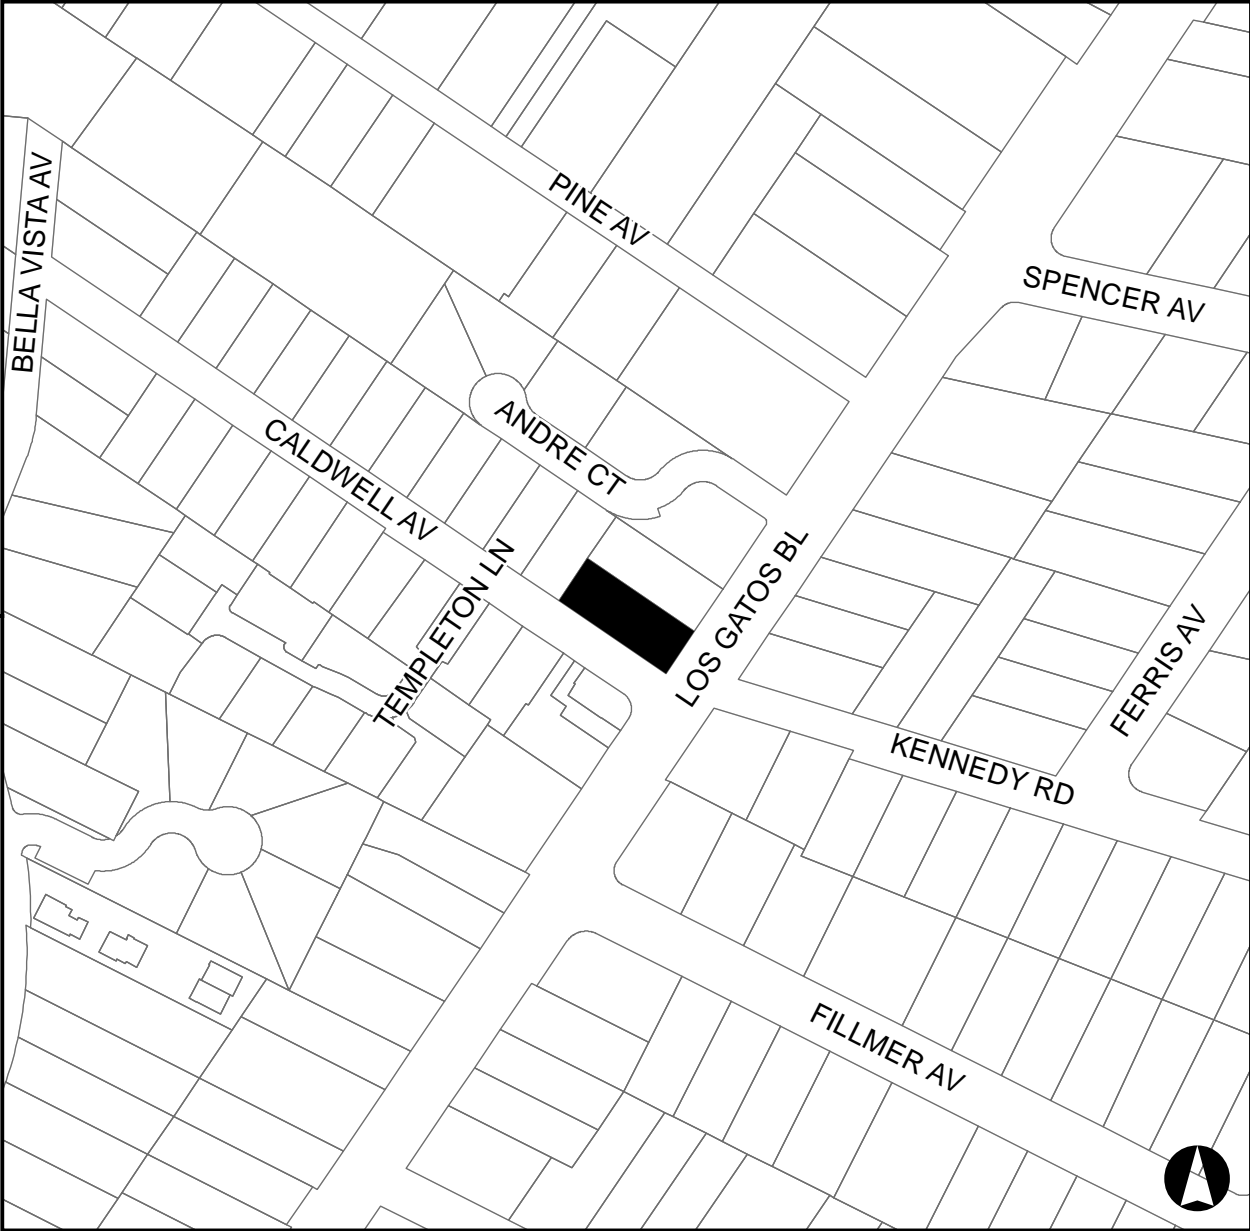 BELLA VISTA AV
PINE AV
SPENCER AV
ANDRE CT
CALDWELL AV
TEMPLETON LN
LOS GATOS BL
FERRIS AV
KENNEDY RD
FILLMER AV